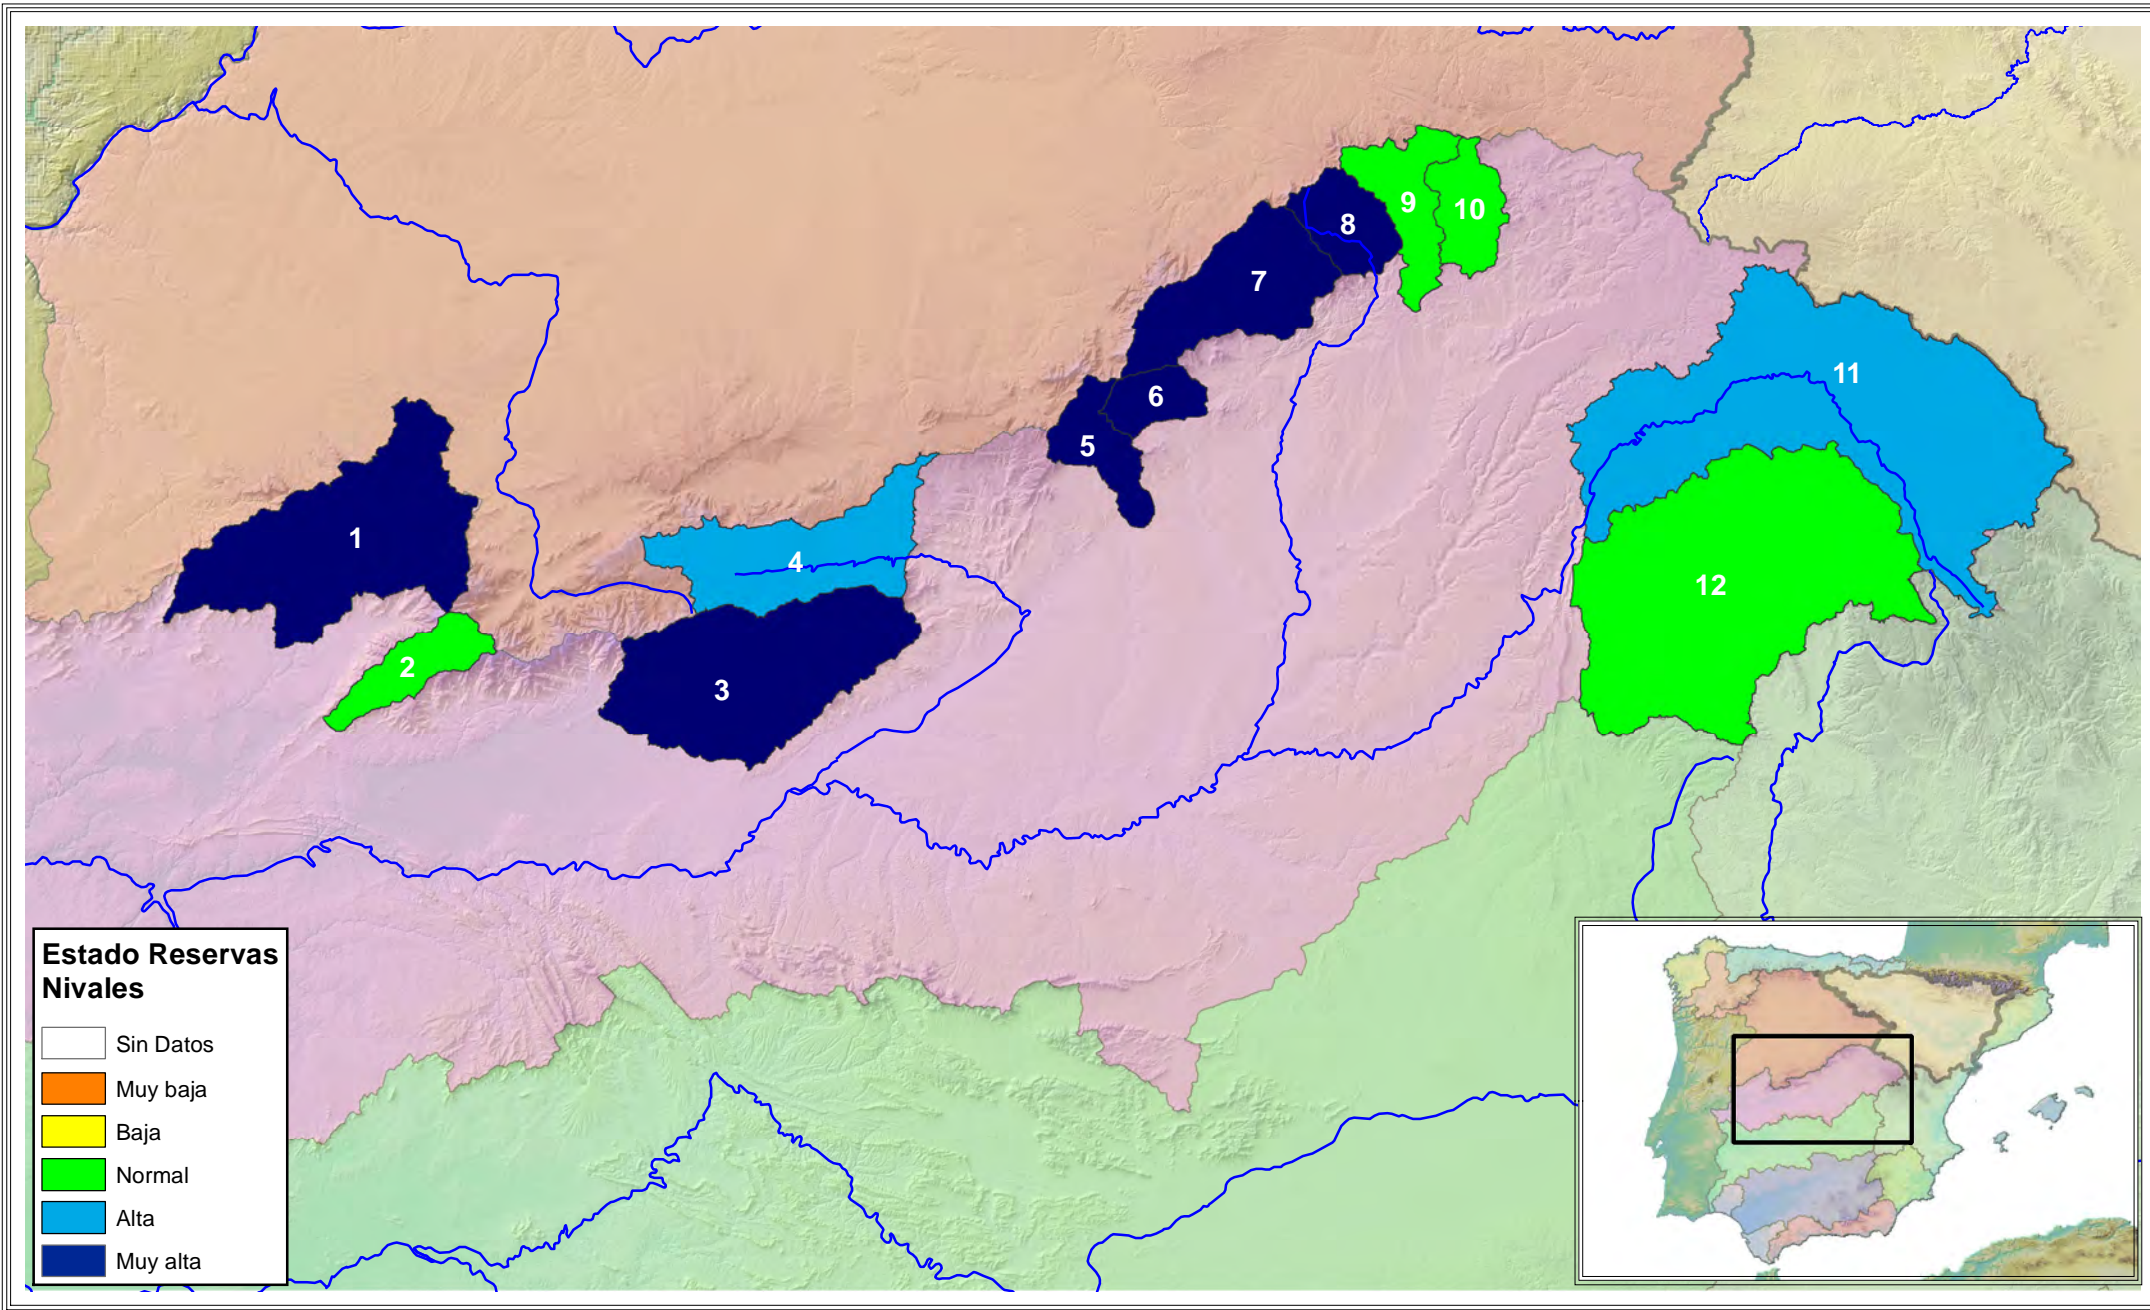 9
10
8
7
11
6
5
1
4
12
2
3
Estado Reservas
Nivales
Sin Datos
Muy baja
Baja
Normal
Alta
Muy alta